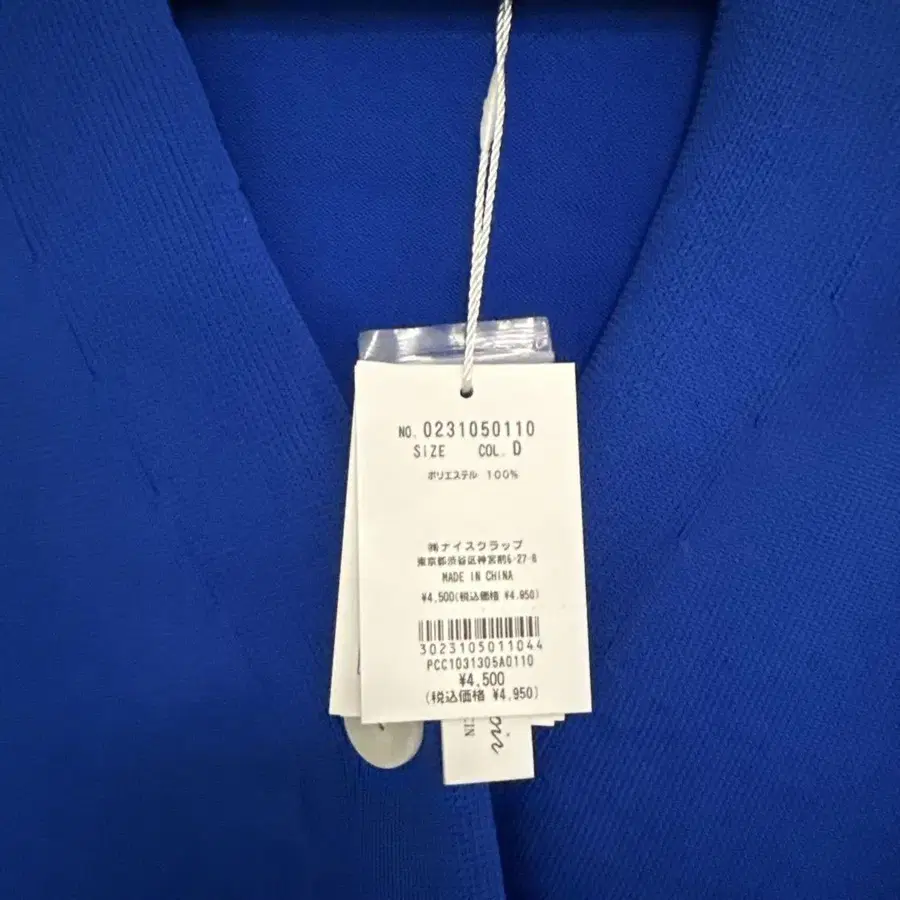 NO. 0231050110
SIZE COL. D
ポリエステル 100%
㈱ナイスクラップ
東京都渋谷区神宮前6-27-8
MADE IN CHINA
¥4,500(税込価格 ¥4,950)
3023105011044
PCC1031305A0110
¥4,500
(税込価格 ¥4,950)